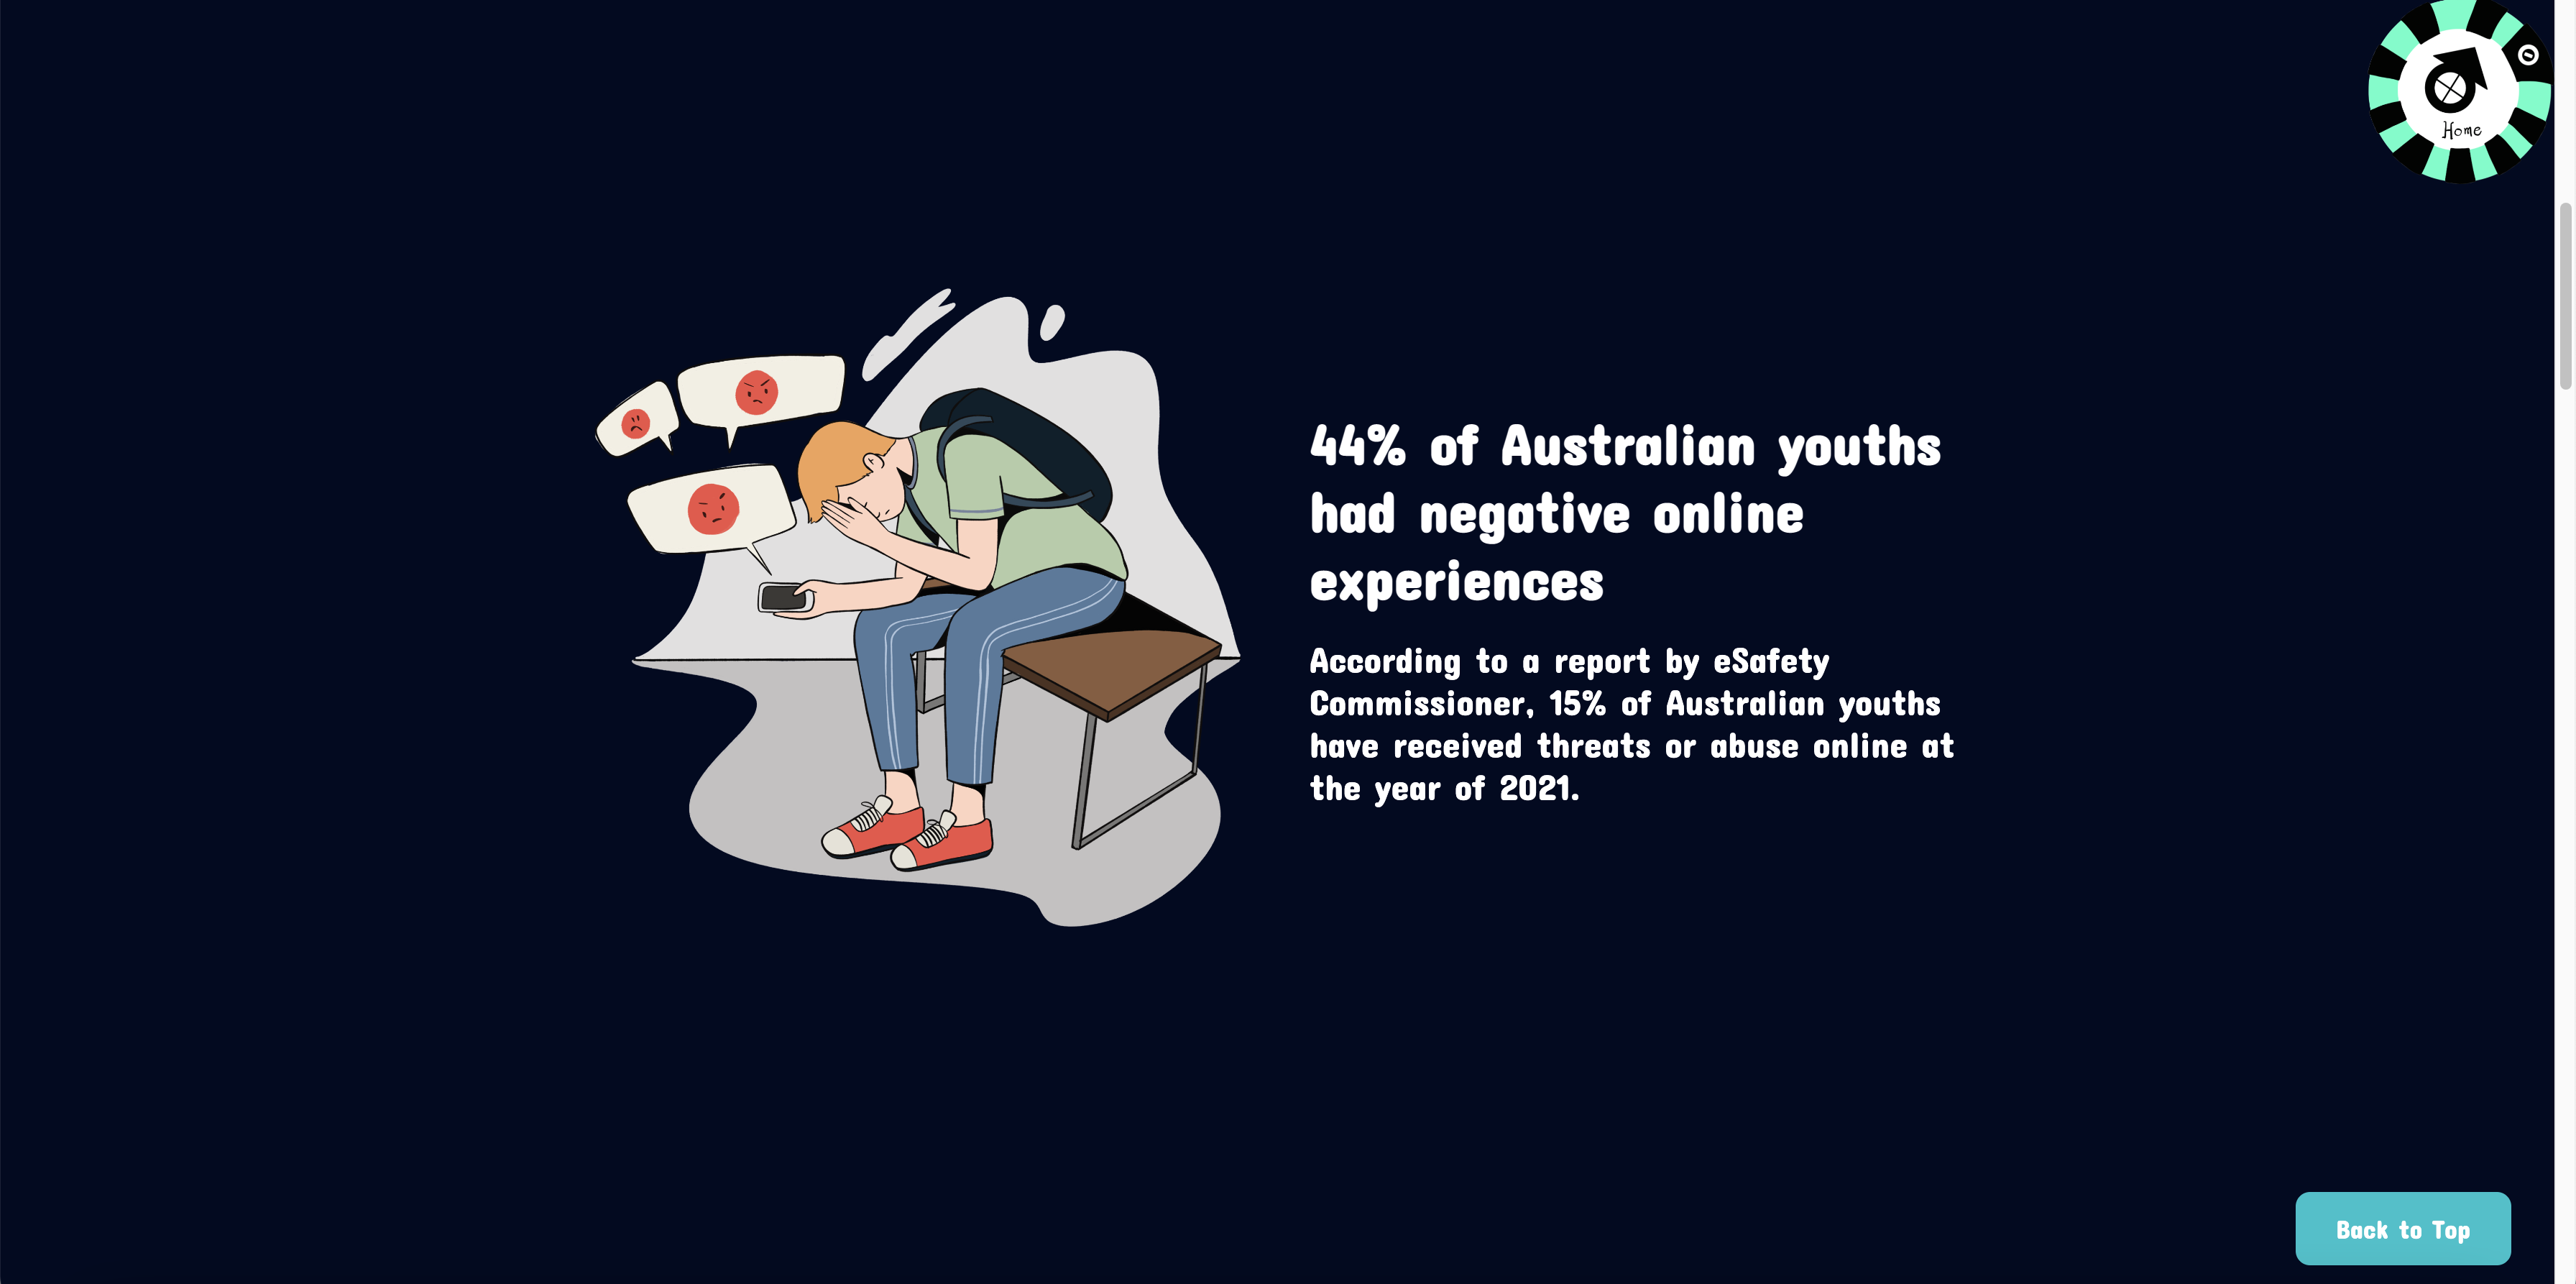 Home
44% of Australian youths
had negative online
experiences
According to a report by eSafety
Commissioner, 15% of Australian youths
have received threats or abuse online at
the year of 2021.
Back to Top